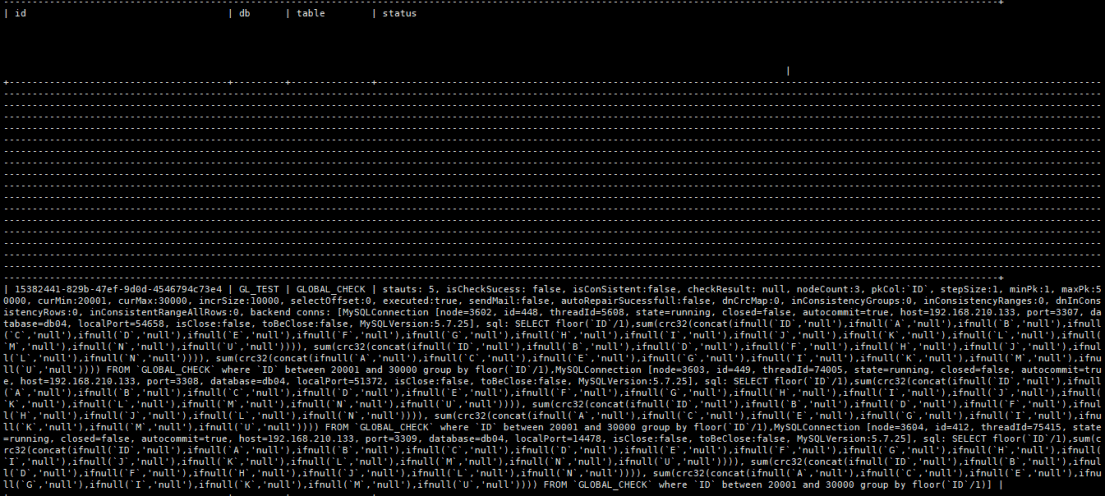 | id | db | table | status
|
| 15382441-829b-47ef-9d0d-4546794c73e4 | GL_TEST | GLOBAL_CHECK | stauts: 5, isCheckSucess: false, isConSistent:false, checkResult: null, nodeCount:3, pkCol:`ID`, stepSize:1, minPk:1, maxPk:5
0000, curMin:20001, curMax:30000, incrSize:10000, selectOffset:0, executed:true, sendMail:false, autoRepairSucessfull:false, dnCrcMap:0, inConsistencyGroups:0, inConsistencyRanges:0, dnInCons
istencyRows:0, inConsistentRangeAllRows:0, backend conns: [MySQLConnection [node=3602, id=448, threadId=5608, state=running, closed=false, autocommit=true, host=192.168.210.133, port=3307, da
tabase=db04, localPort=54658, isClose:false, toBeClose:false, MySQLVersion:5.7.25], sql: SELECT floor(`ID`/1),sum(crc32(concat(ifnull(`ID`,'null'),ifnull(`A`,'null'),ifnull(`B`,'null'),ifnull
(`C`,'null'),ifnull(`D`,'null'),ifnull(`E`,'null'),ifnull(`F`,'null'),ifnull(`G`,'null'),ifnull(`H`,'null'),ifnull(`I`,'null'),ifnull(`J`,'null'),ifnull(`K`,'null'),ifnull(`L`,'null'),ifnull(
`M`,'null'),ifnull(`N`,'null'),ifnull(`U`,'null')))), sum(crc32(concat(ifnull(`ID`,'null'),ifnull(`B`,'null'),ifnull(`D`,'null'),ifnull(`F`,'null'),ifnull(`H`,'null'),ifnull(`J`,'null'),ifnul
l(`L`,'null'),ifnull(`N`,'null')))), sum(crc32(concat(ifnull(`A`,'null'),ifnull(`C`,'null'),ifnull(`E`,'null'),ifnull(`G`,'null'),ifnull(`I`,'null'),ifnull(`K`,'null'),ifnull(`M`,'null'),ifnu
ll(`U`,'null')))) FROM `GLOBAL_CHECK` where `ID` between 20001 and 30000 group by floor(`ID`/1),MySQLConnection [node=3603, id=449, threadId=74005, state=running, closed=false, autocommit=tru
e, host=192.168.210.133, port=3308, database=db04, localPort=51372, isClose:false, toBeClose:false, MySQLVersion:5.7.25], sql: SELECT floor(`ID`/1),sum(crc32(concat(ifnull(`ID`,'null'),ifnull
(`A`,'null'),ifnull(`B`,'null'),ifnull(`C`,'null'),ifnull(`D`,'null'),ifnull(`E`,'null'),ifnull(`F`,'null'),ifnull(`G`,'null'),ifnull(`H`,'null'),ifnull(`I`,'null'),ifnull(`J`,'null'),ifnull(
`K`,'null'),ifnull(`L`,'null'),ifnull(`M`,'null'),ifnull(`N`,'null'),ifnull(`U`,'null')))), sum(crc32(concat(ifnull(`ID`,'null'),ifnull(`B`,'null'),ifnull(`D`,'null'),ifnull(`F`,'null'),ifnul
l(`H`,'null'),ifnull(`J`,'null'),ifnull(`L`,'null'),ifnull(`N`,'null')))), sum(crc32(concat(ifnull(`A`,'null'),ifnull(`C`,'null'),ifnull(`E`,'null'),ifnull(`G`,'null'),ifnull(`I`,'null'),ifnu
ll(`K`,'null'),ifnull(`M`,'null'),ifnull(`U`,'null')))) FROM `GLOBAL_CHECK` where `ID` between 20001 and 30000 group by floor(`ID`/1),MySQLConnection [node=3604, id=412, threadId=75415, state
=running, closed=false, autocommit=true, host=192.168.210.133, port=3309, database=db04, localPort=14478, isClose:false, toBeClose:false, MySQLVersion:5.7.25], sql: SELECT floor(`ID`/1),sum(c
rc32(concat(ifnull(`ID`,'null'),ifnull(`A`,'null'),ifnull(`B`,'null'),ifnull(`C`,'null'),ifnull(`D`,'null'),ifnull(`E`,'null'),ifnull(`F`,'null'),ifnull(`G`,'null'),ifnull(`H`,'null'),ifnull(
`I`,'null'),ifnull(`J`,'null'),ifnull(`K`,'null'),ifnull(`L`,'null'),ifnull(`M`,'null'),ifnull(`N`,'null'),ifnull(`U`,'null')))), sum(crc32(concat(ifnull(`ID`,'null'),ifnull(`B`,'null'),ifnul
l(`D`,'null'),ifnull(`F`,'null'),ifnull(`H`,'null'),ifnull(`J`,'null'),ifnull(`L`,'null'),ifnull(`N`,'null')))), sum(crc32(concat(ifnull(`A`,'null'),ifnull(`C`,'null'),ifnull(`E`,'null'),ifnu
ll(`G`,'null'),ifnull(`I`,'null'),ifnull(`K`,'null'),ifnull(`M`,'null'),ifnull(`U`,'null')))) FROM `GLOBAL_CHECK` where `ID` between 20001 and 30000 group by floor(`ID`/1)] |